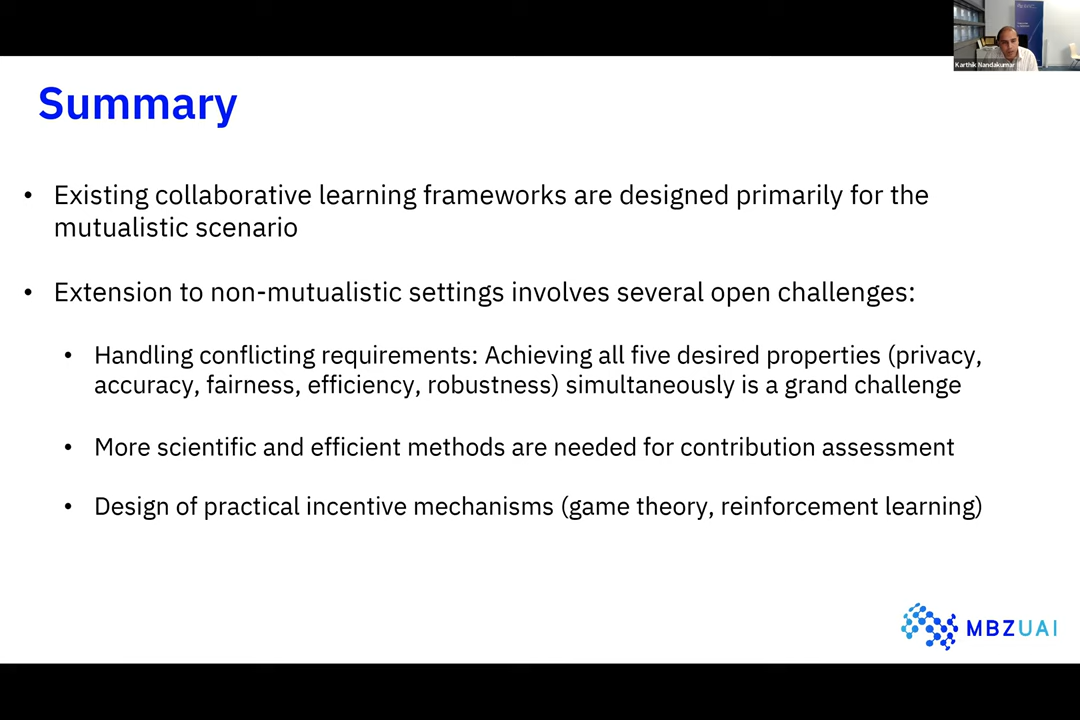 Karthik Nandakumar
Summary
• Existing collaborative learning frameworks are designed primarily for the
mutualistic scenario
• Extension to non-mutualistic settings involves several open challenges:
• Handling conflicting requirements: Achieving all five desired properties (privacy,
accuracy, fairness, efficiency, robustness) simultaneously is a grand challenge
• More scientific and efficient methods are needed for contribution assessment
• Design of practical incentive mechanisms (game theory, reinforcement learning)
MBZUAI